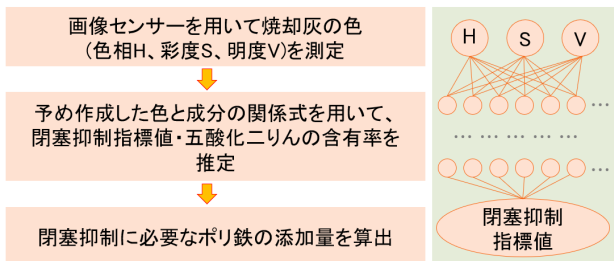 画像センサーを用いて焼却灰の色
(色相H、彩度S、明度V)を測定
予め作成した色と成分の関係式を用いて、
閉塞抑制指標値・五酸化二りんの含有率を
推定
閉塞抑制に必要なポリ鉄の添加量を算出
H S V
…
… … … … … …
…
閉塞抑制
指標値